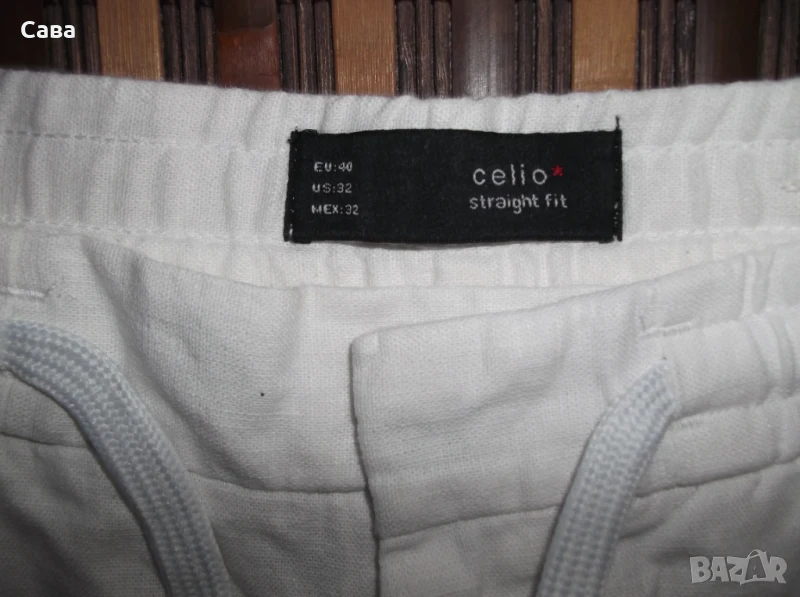 Сава
EU:40
US:32
MEX:32
celio*
straight fit
BAZAR